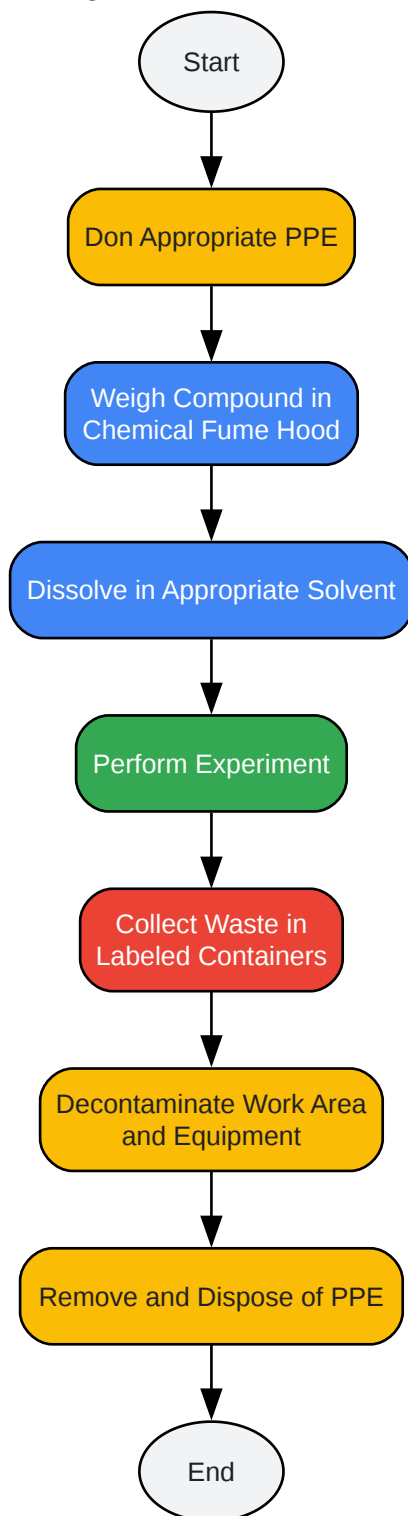 Start
Don Appropriate PPE
Weigh Compound in
Chemical Fume Hood
Dissolve in Appropriate Solvent
Perform Experiment
Collect Waste in
Labeled Containers
Decontaminate Work Area
and Equipment
Remove and Dispose of PPE
End